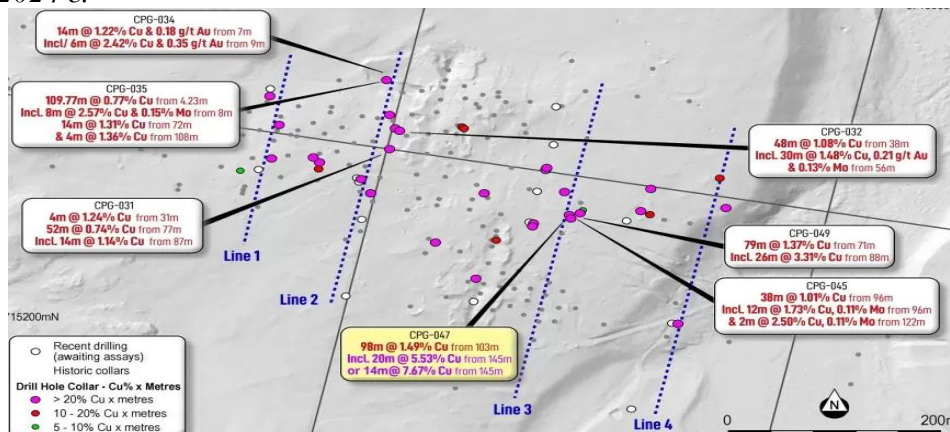 2024.
CPG-034
14m @ 1.22% Cu & 0.18 g/t Au from 7m
Incl/ 6m @ 2.42% Cu & 0.35 g/t Au from 9m
CPG-035
109.77m @ 0.77% Cu from 4.23m
Incl. 8m @ 2.57% Cu & 0.15% Mo from 8m
14m @ 1.31% Cu from 72m
& 4m @ 1.36% Cu from 108m
CPG-032
48m @ 1.08% Cu from 38m
Incl. 30m @ 1.48% Cu, 0.21 g/t Au
& 0.13% Mo from 56m
CPG-031
4m @ 1.24% Cu from 31m
52m @ 0.74% Cu from 77m
Incl. 14m @ 1.14% Cu from 87m
CPG-049
79m @ 1.37% Cu from 71m
Incl. 26m @ 3.31% Cu from 88m
Line 1
Line 2
CPG-045
38m @ 1.01% Cu from 96m
Incl. 12m @ 1.73% Cu, 0.11% Mo from 96m
& 2m @ 2.50% Cu, 0.11% Mo from 122m
715200mN
CPG-047
98m @ 1.49% Cu from 103m
Incl. 20m @ 5.53% Cu from 145m
or 14m @ 7.67% Cu from 145m
Recent drilling
(awaiting assays)
Historic collars
Drill Hole Collar - Cu% x Metres
> 20% Cu x metres
10 - 20% Cu x metres
5 - 10% Cu x metres
Line 3
Line 4
N
0 200m